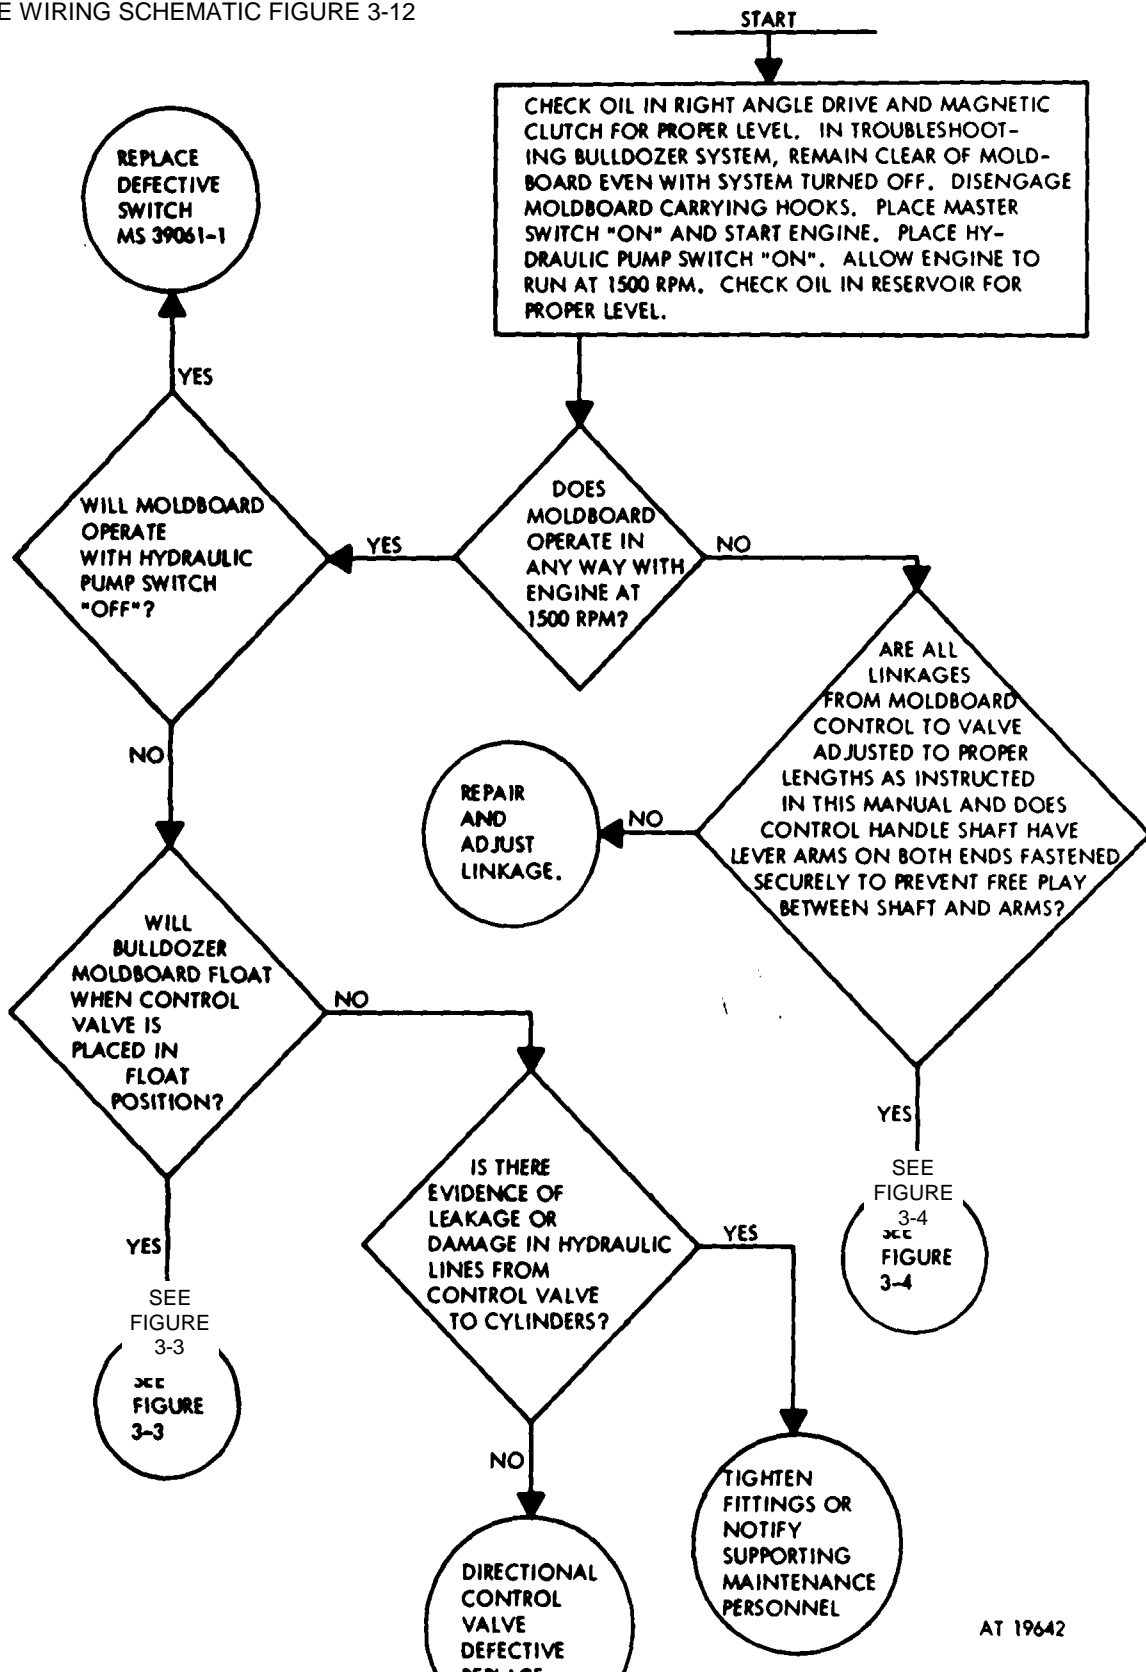 E WIRING SCHEMATIC FIGURE 3-12
START
CHECK OIL IN RIGHT ANGLE DRIVE AND MAGNETIC
CLUTCH FOR PROPER LEVEL. IN TROUBLESHOOT-
ING BULLDOZER SYSTEM, REMAIN CLEAR OF MOLD-
BOARD EVEN WITH SYSTEM TURNED OFF. DISENGAGE
MOLDBOARD CARRYING HOOKS. PLACE MASTER
SWITCH "ON" AND START ENGINE. PLACE HY-
DRAULIC PUMP SWITCH "ON". ALLOW ENGINE TO
RUN AT 1500 RPM. CHECK OIL IN RESERVOIR FOR
PROPER LEVEL.
REPLACE
DEFECTIVE
SWITCH
MS 39061-1
YES
WILL MOLDBOARD
OPERATE
WITH HYDRAULIC
PUMP SWITCH
"OFF"?
YES
DOES
MOLDBOARD
OPERATE IN
ANY WAY WITH
ENGINE AT
1500 RPM?
NO
ARE ALL
LINKAGES
FROM MOLDBOARD
CONTROL TO VALVE
ADJUSTED TO PROPER
LENGTHS AS INSTRUCTED
IN THIS MANUAL AND DOES
CONTROL HANDLE SHAFT HAVE
LEVER ARMS ON BOTH ENDS FASTENED
SECURELY TO PREVENT FREE PLAY
BETWEEN SHAFT AND ARMS?
NO
REPAIR
AND
ADJUST
LINKAGE.
NO
WILL
BULLDOZER
MOLDBOARD FLOAT
WHEN CONTROL
VALVE IS
PLACED IN
FLOAT
POSITION?
NO
YES
SEE
FIGURE
3-4
SEE
FIGURE
3-4
IS THERE
EVIDENCE OF
LEAKAGE OR
DAMAGE IN HYDRAULIC
LINES FROM
CONTROL VALVE
TO CYLINDERS?
YES
YES
SEE
FIGURE
3-3
SEE
FIGURE
3-3
NO
TIGHTEN
FITTINGS OR
NOTIFY
SUPPORTING
MAINTENANCE
PERSONNEL
DIRECTIONAL
CONTROL
VALVE
DEFECTIVE
REPLACE
AT 19642